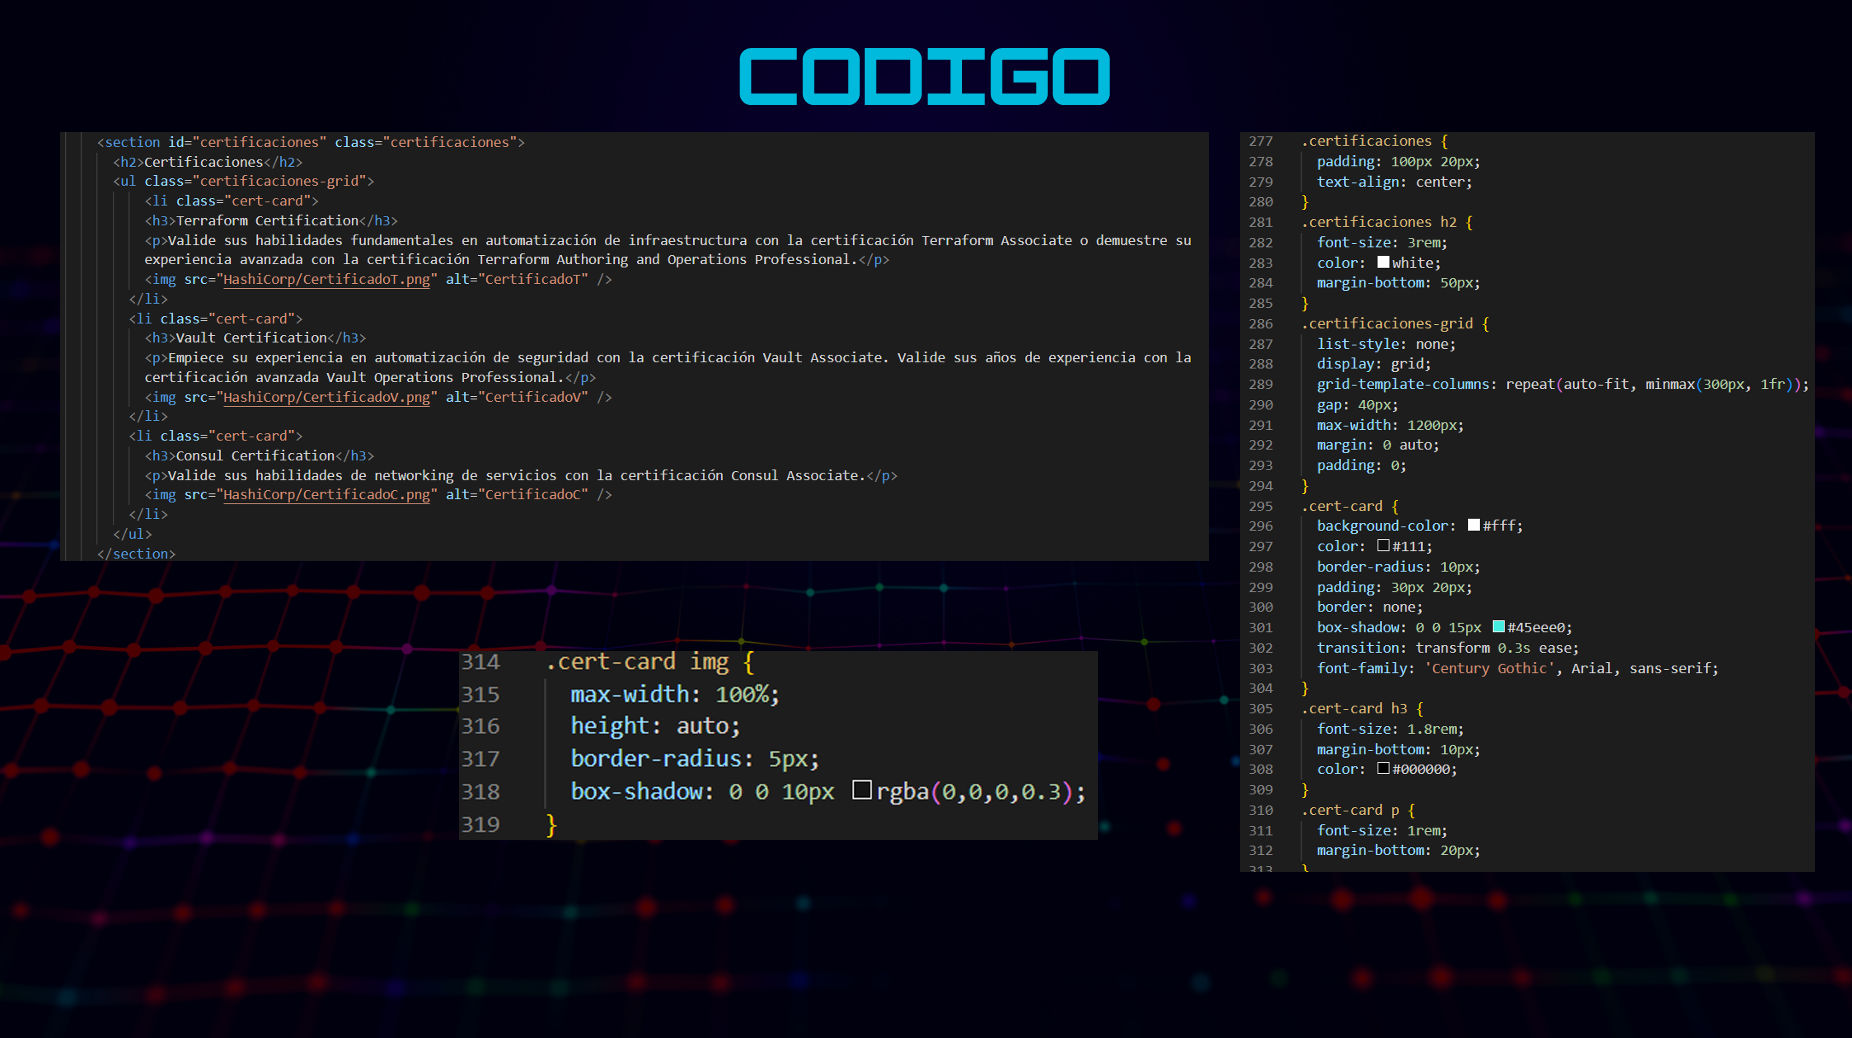 CODIGO
<section id="certificaciones" class="certificaciones">
<h2>Certificaciones</h2>
<ul class="certificaciones-grid">
<li class="cert-card">
<h3>Terraform Certification</h3>
<p>Valide sus habilidades fundamentales en automatización de infraestructura con la certificación Terraform Associate o demuestre su
experiencia avanzada con la certificación Terraform Authoring and Operations Professional.</p>
<img src="HashiCorp/CertificadoT.png" alt="CertificadoT" />
</li>
<li class="cert-card">
<h3>Vault Certification</h3>
<p>Empiece su experiencia en automatización de seguridad con la certificación Vault Associate. Valide sus años de experiencia con la
certificación avanzada Vault Operations Professional.</p>
<img src="HashiCorp/CertificadoV.png" alt="CertificadoV" />
</li>
<li class="cert-card">
<h3>Consul Certification</h3>
<p>Valide sus habilidades de networking de servicios con la certificación Consul Associate.</p>
<img src="HashiCorp/CertificadoC.png" alt="CertificadoC" />
</li>
</ul>
</section>
277 .certificaciones {
278 padding: 100px 20px;
279 text-align: center;
280 }
281 .certificaciones h2 {
282 font-size: 3rem;
283 color: white;
284 margin-bottom: 50px;
285 }
286 .certificaciones-grid {
287 list-style: none;
288 display: grid;
289 grid-template-columns: repeat(auto-fit, minmax(300px, 1fr));
290 gap: 40px;
291 max-width: 1200px;
292 margin: 0 auto;
293 padding: 0;
294 }
295 .cert-card {
296 background-color: #fff;
297 color: #111;
298 border-radius: 10px;
299 padding: 30px 20px;
300 border: none;
301 box-shadow: 0 0 15px #45eee0;
302 transition: transform 0.3s ease;
303 font-family: 'Century Gothic', Arial, sans-serif;
304 }
305 .cert-card h3 {
306 font-size: 1.8rem;
307 margin-bottom: 10px;
308 color: #000000;
309 }
310 .cert-card p {
311 font-size: 1rem;
312 margin-bottom: 20px;
313 }
314 .cert-card img {
315 max-width: 100%;
316 height: auto;
317 border-radius: 5px;
318 box-shadow: 0 0 10px rgba(0,0,0,0.3);
319 }